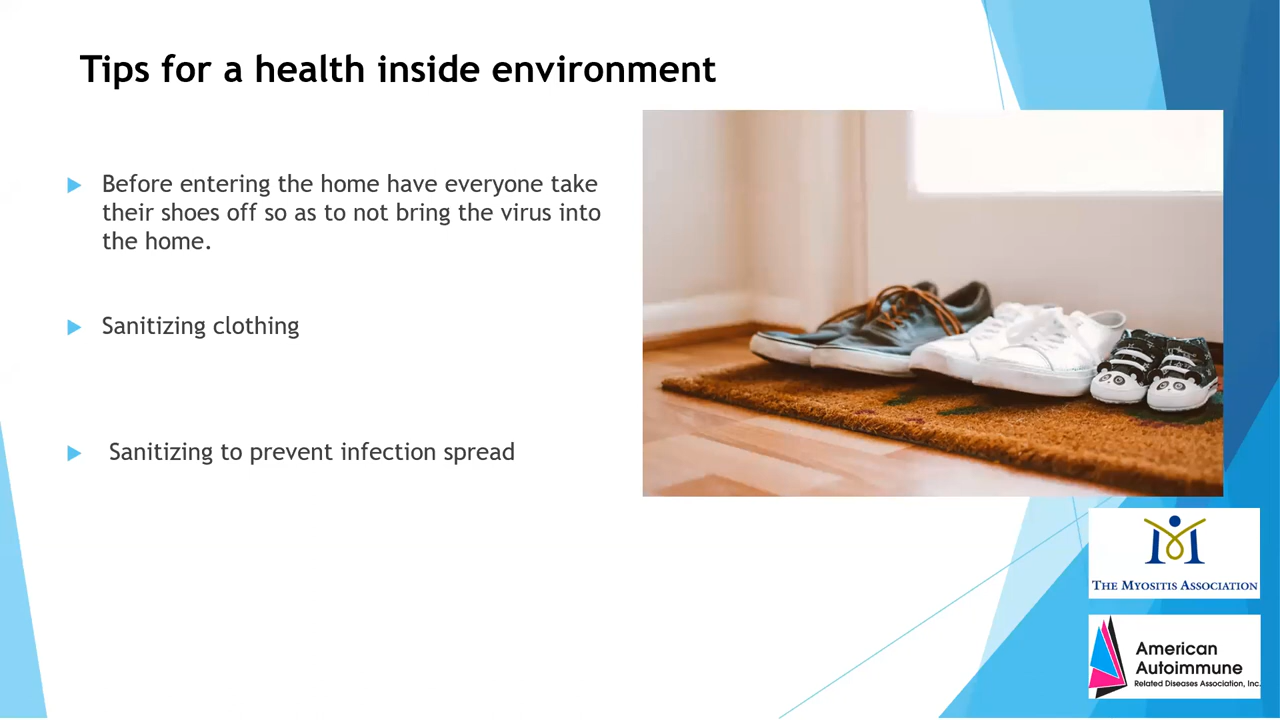 Tips for a health inside environment
Before entering the home have everyone take
their shoes off so as to not bring the virus into
the home.
Sanitizing clothing
Sanitizing to prevent infection spread
THE MYOSITIS ASSOCIATION
American
Autoimmune
Related Diseases Association, Inc.